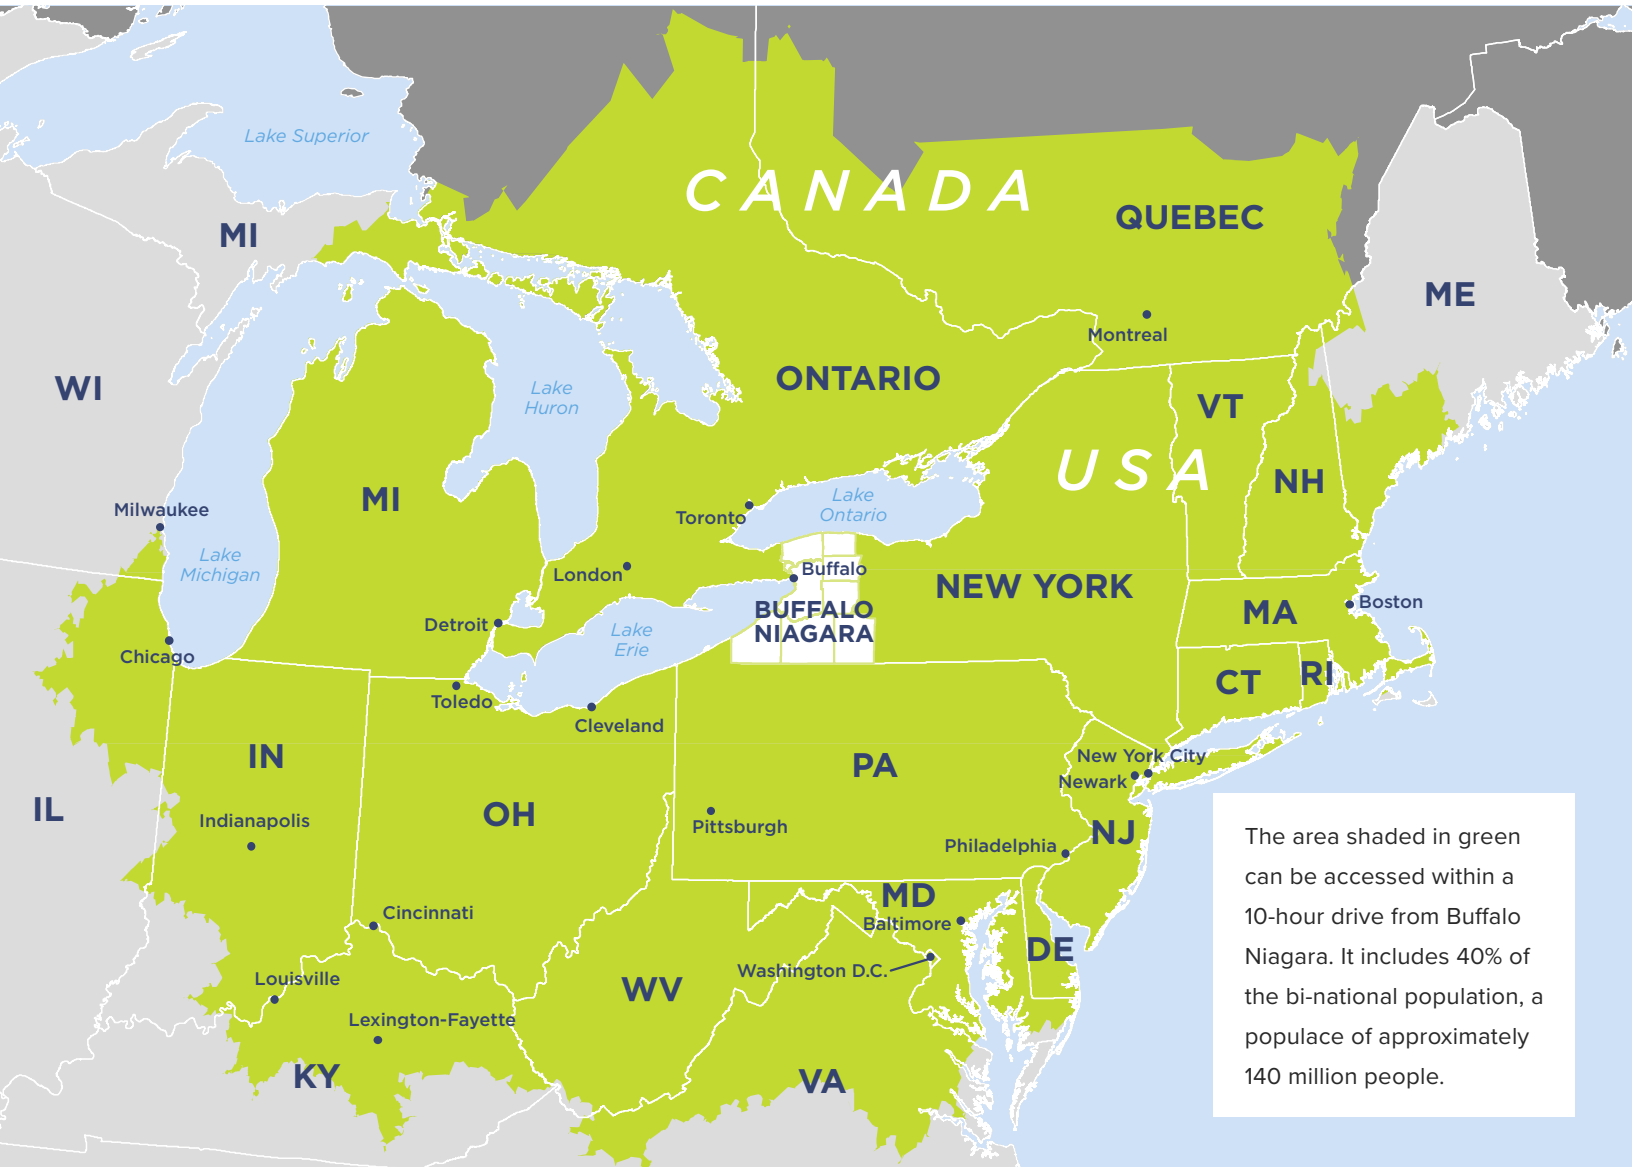 Lake Superior
CANADA
QUEBEC
MI
ME
Montreal
ONTARIO
WI
Lake
Huron
VT
USA
NH
MI
Milwaukee
Lake
Ontario
Toronto
Lake
Michigan
London
Buffalo
NEW YORK
BUFFALO
NIAGARA
MA
Boston
Detroit
Lake
Erie
Chicago
CT
RI
Toledo
Cleveland
IN
PA
New York City
Newark
IL
OH
Indianapolis
Pittsburgh
Philadelphia
NJ
MD
Baltimore
Cincinnati
DE
Washington D.C.
Louisville
WV
Lexington-Fayette
KY
VA
The area shaded in green
can be accessed within a
10-hour drive from Buffalo
Niagara. It includes 40% of
the bi-national population, a
populace of approximately
140 million people.